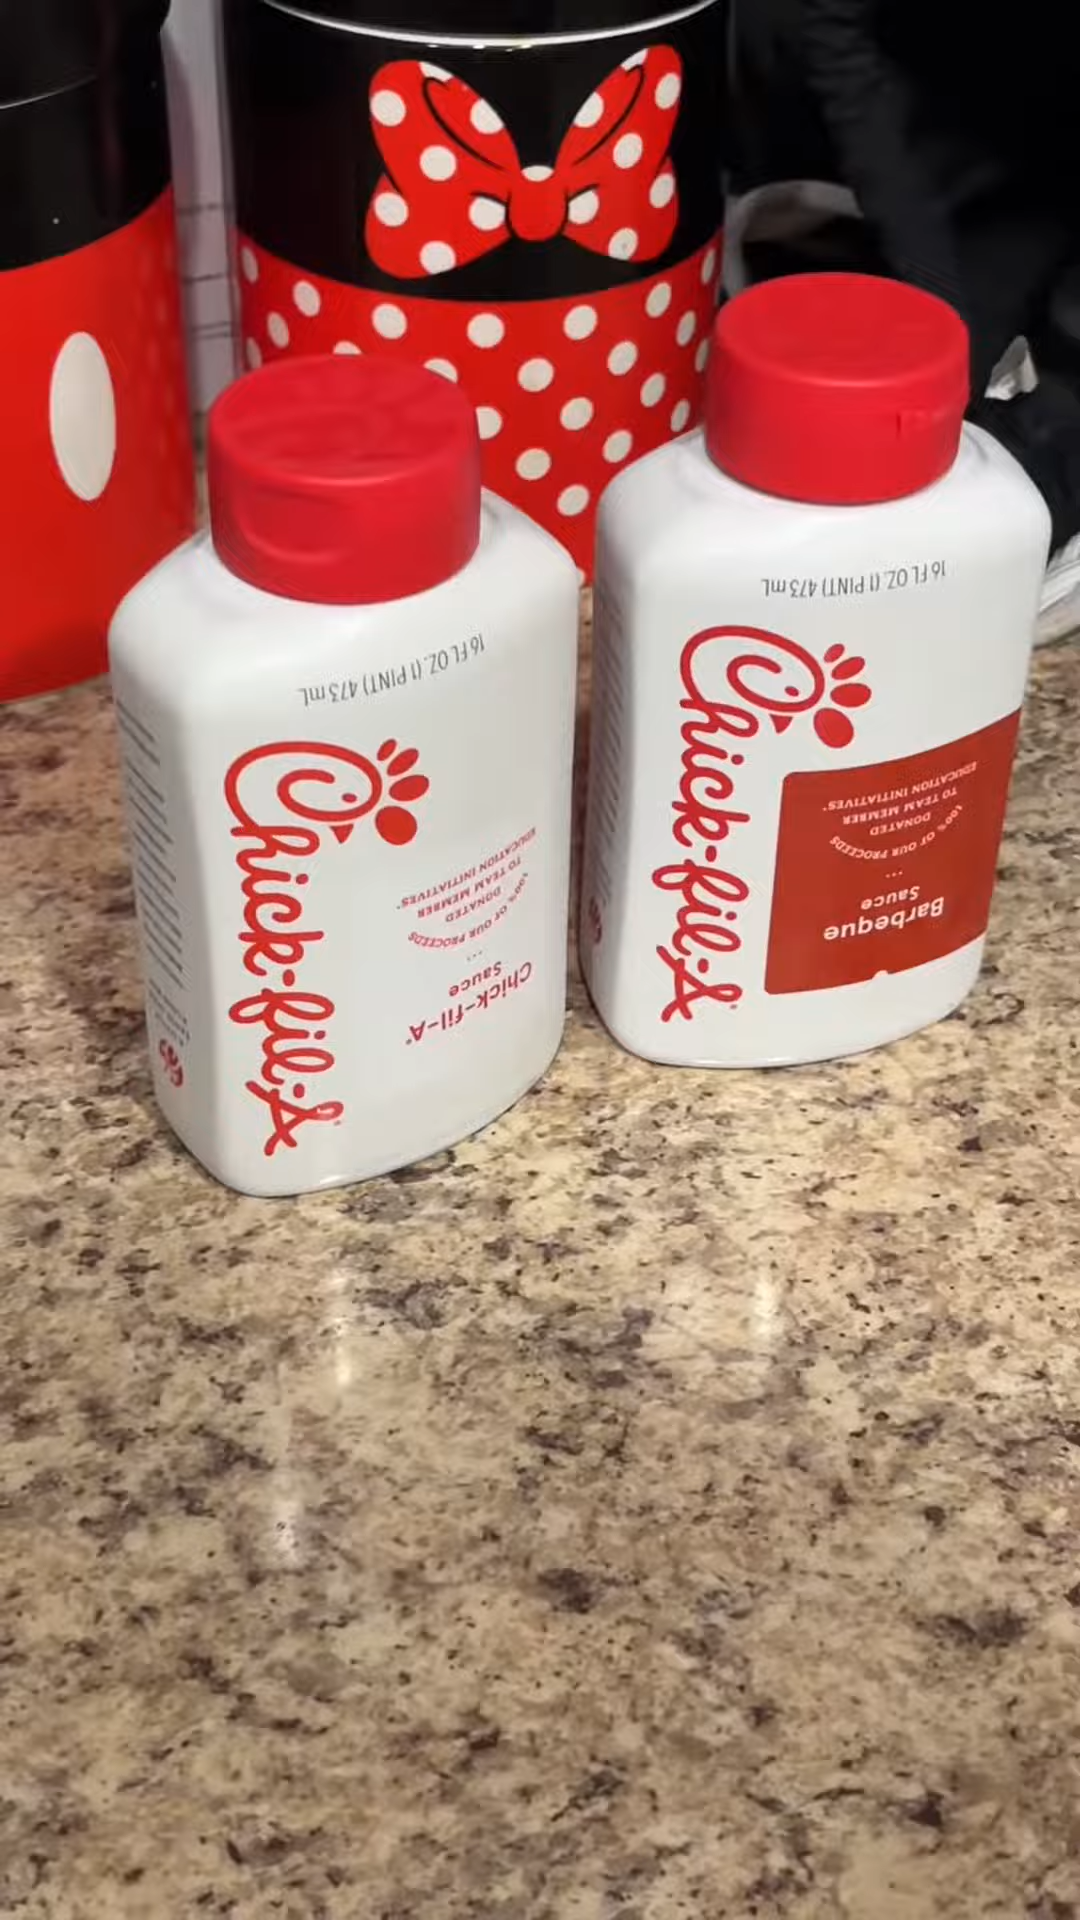 16 FL OZ. (1 PINT) 473 mL
Chick-fil-A
Chick-fil-A®
Sauce
...
100% OF OUR PROCEEDS
DONATED
TO TEAM MEMBER
EDUCATION INITIATIVES*
16 FL OZ. (1 PINT) 473 mL
Chick-fil-A
Barbeque
Sauce
...
100% OF OUR PROCEEDS
DONATED
TO TEAM MEMBER
EDUCATION INITIATIVES*